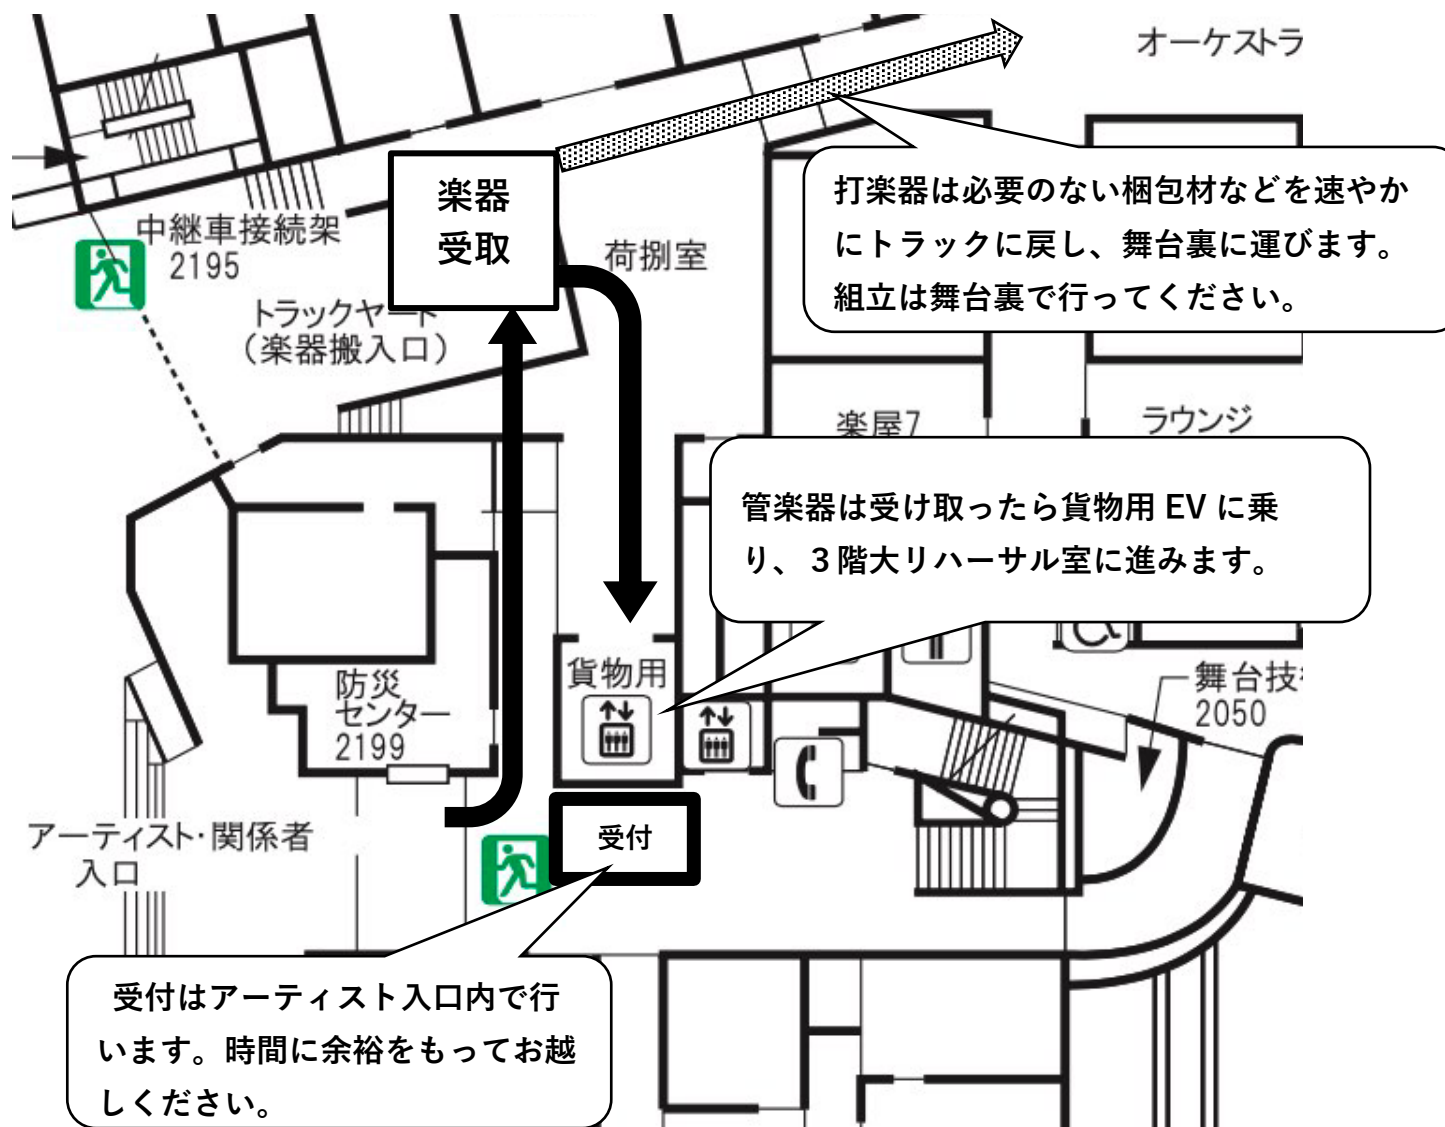 オーケストラ
打楽器は必要のない梱包材などを速やか
にトラックに戻し、舞台裏に運びます。
組立は舞台裏で行ってください。
楽器
受取
中継車接続架
2195
荷捌室
トラックヤード
（楽器搬入口）
楽屋7
ラウンジ
管楽器は受け取ったら貨物用 EV に乗
り、３階大リハーサル室に進みます。
貨物用
防災
センター
2199
舞台技
2050
受付
アーティスト・関係者
入口
受付はアーティスト入口内で行
います。時間に余裕をもってお越
しください。